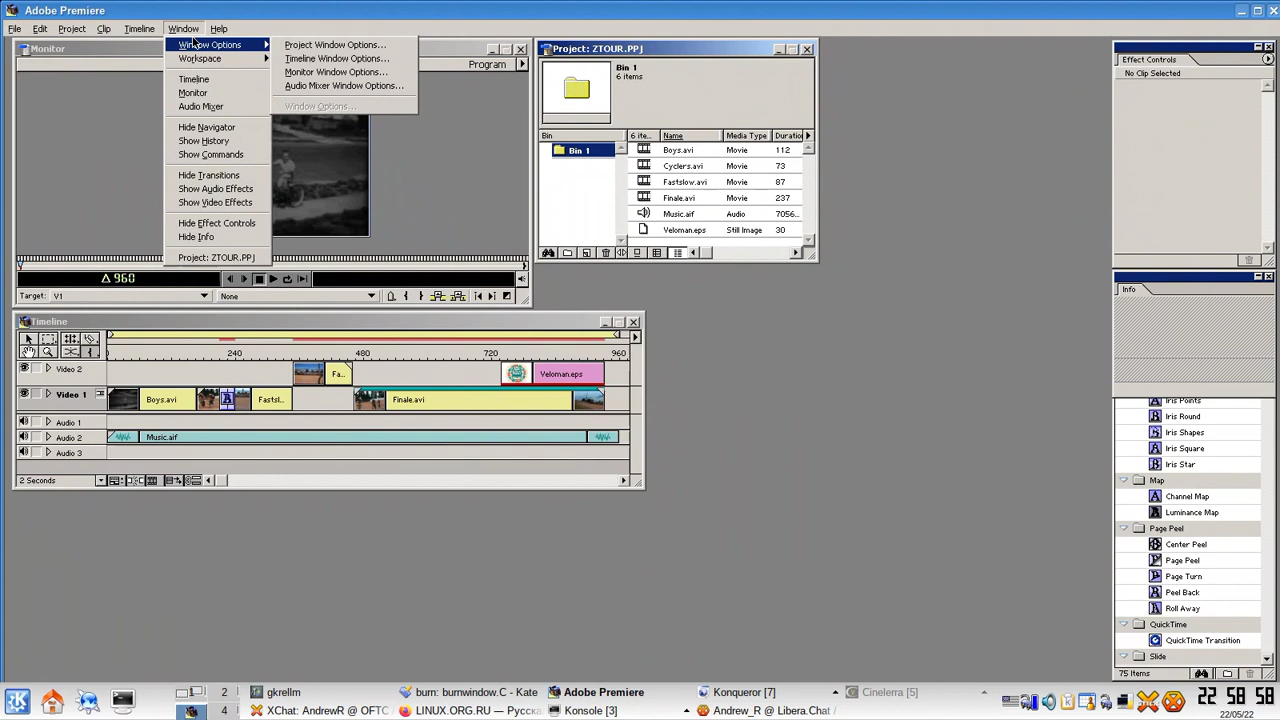 Adobe Premiere
File Edit Project Clip Timeline Window Help
Monitor
Program
Window Options
Workspace
Timeline
Monitor
Audio Mixer
Hide Navigator
Show History
Show Commands
Hide Transitions
Show Audio Effects
Show Video Effects
Hide Effect Controls
Hide Info
Project: ZTOUR.PPJ
Project Window Options...
Timeline Window Options...
Monitor Window Options...
Audio Mixer Window Options...
Window Options...
960
Target: V1 None
Project: ZTOUR.PPJ
Bin 1
6 items
Bin 6 ite... Name Media Type Duratio
Bin 1
Boys.avi Movie 112
Cyclers.avi Movie 73
Fastslow.avi Movie 87
Finale.avi Movie 237
Music.aif Audio 7056...
Veloman.eps Still Image 30
Effect Controls
No Clip Selected
Info
Timeline
0 240 480 720 960
Video 2 Fa... Veloman.eps
Video 1 Boys.avi Fastsl... Finale.avi
Audio 1
Audio 2 Music.aif
Audio 3
2 Seconds
Iris Points
Iris Round
Iris Shapes
Iris Square
Iris Star
Map
Channel Map
Luminance Map
Page Peel
Center Peel
Page Peel
Page Turn
Peel Back
Roll Away
QuickTime
QuickTime Transition
Slide
75 Items
2 gkrellm burn: burnwindow.C - Kate Adobe Premiere Konqueror [7] Cinelerra [5]
4 XChat: AndrewR @ OFTC LINUX.ORG.RU — Русска Konsole [3] Andrew_R @ Libera.Chat /
22 58 58
22/05/22